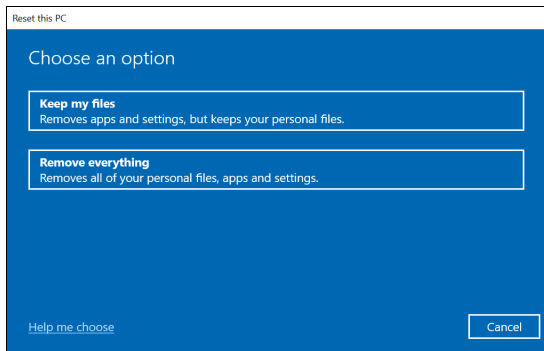 Reset this PC
Choose an option
Keep my files
Removes apps and settings, but keeps your personal files.
Remove everything
Removes all of your personal files, apps and settings.
Help me choose
Cancel